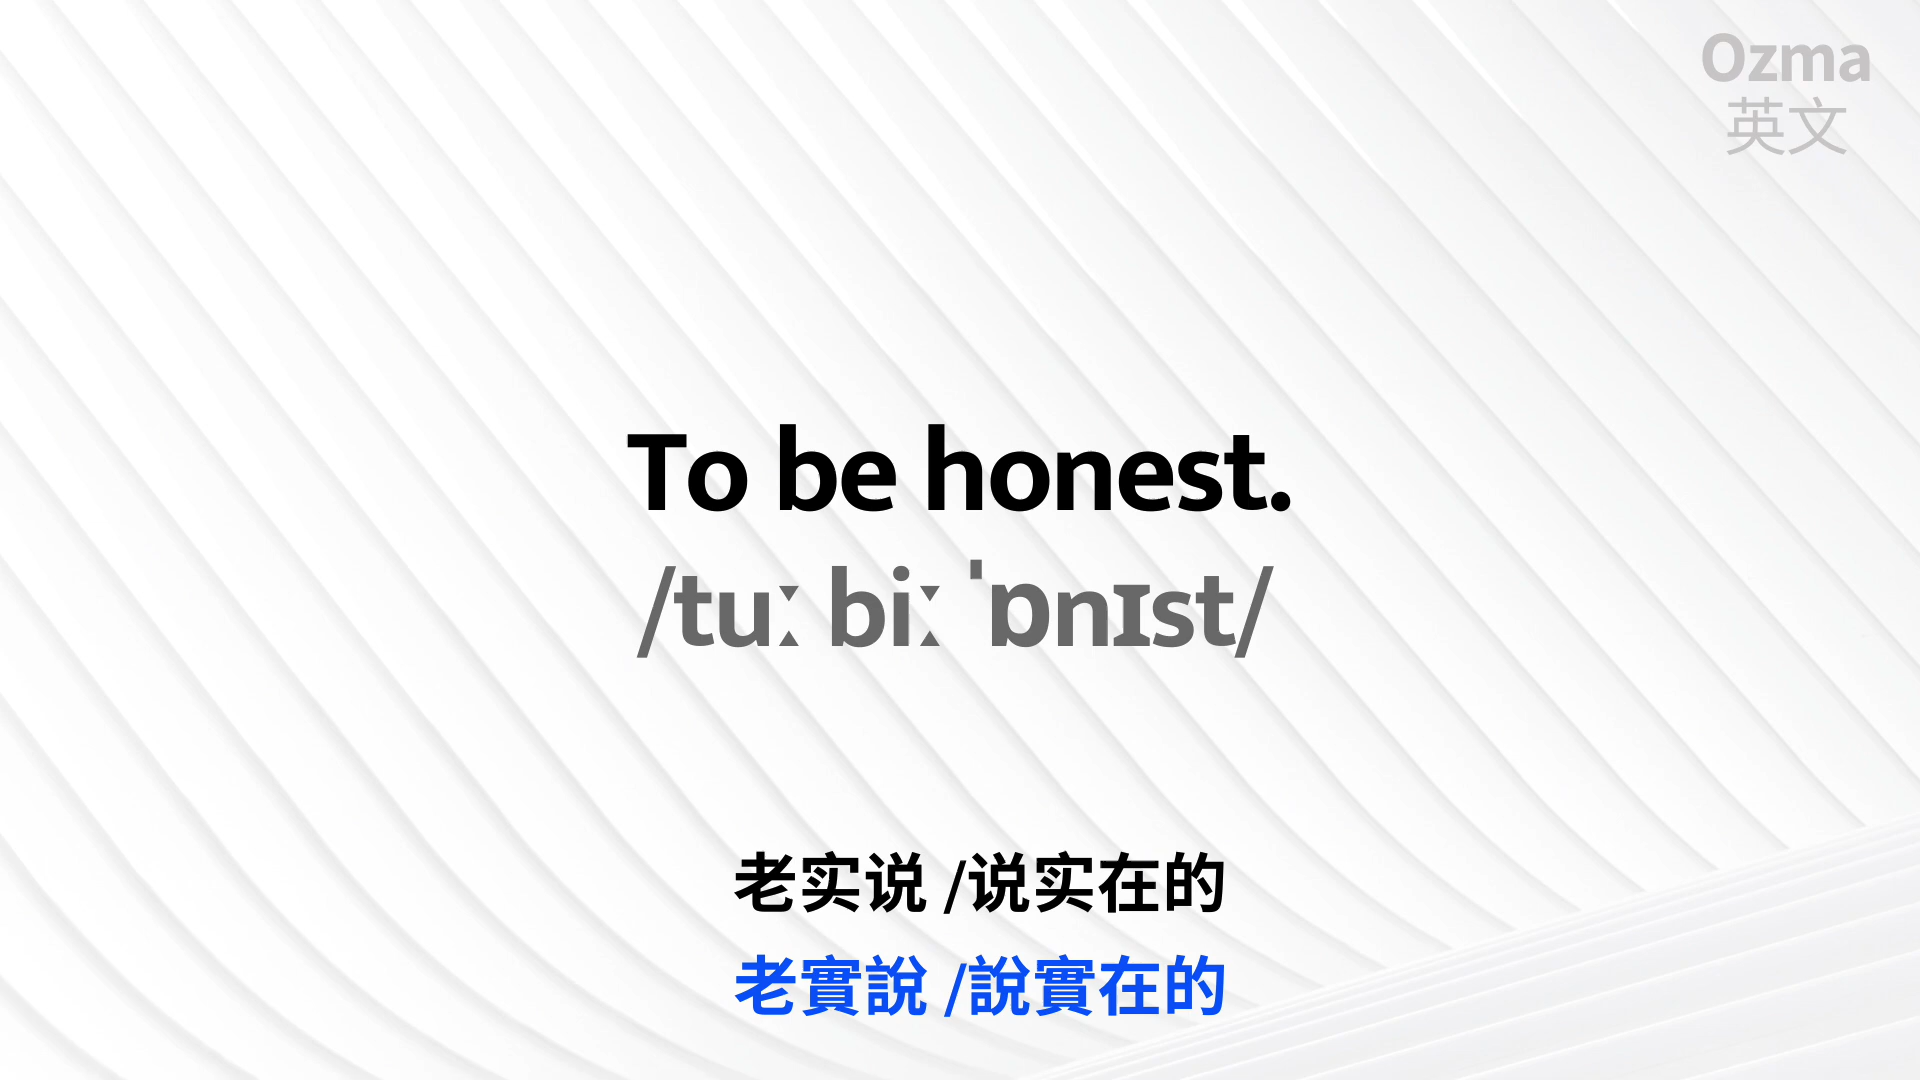 Ozma
英文
To be honest.
/tuː biː ˈɒnɪst/
老实说 /说实在的
老實說 /說實在的